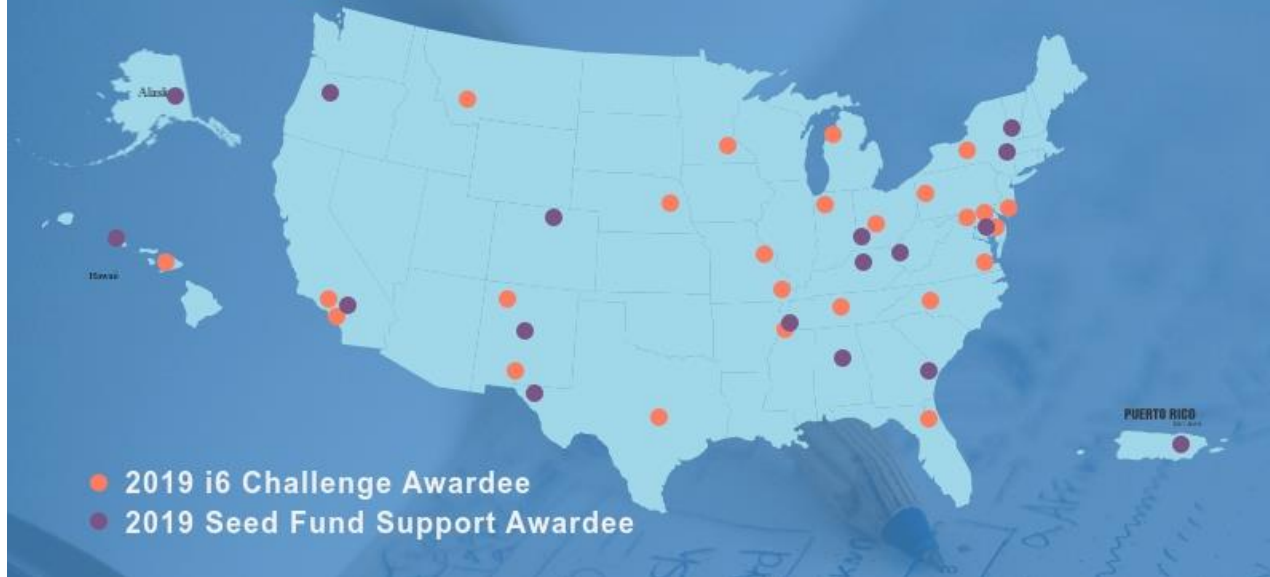 Alaska
Hawaii
PUERTO RICO
2019 i6 Challenge Awardee
2019 Seed Fund Support Awardee